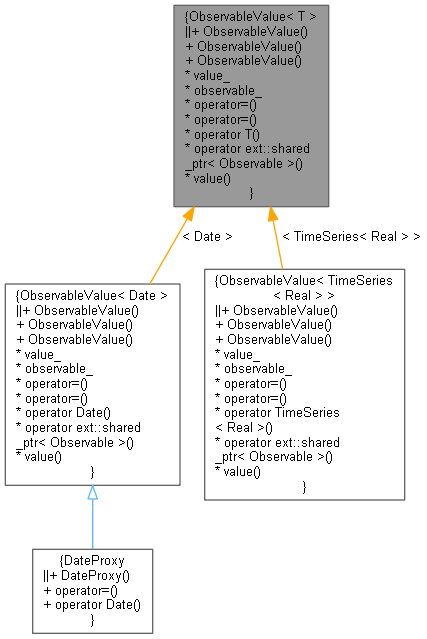 {ObservableValue< T >
||+ ObservableValue()
+ ObservableValue()
+ ObservableValue()
* value_
* observable_
* operator=()
* operator=()
* operator T()
* operator ext::shared
_ptr< Observable >()
* value()
}
< Date >
< TimeSeries< Real > >
{ObservableValue< Date >
||+ ObservableValue()
+ ObservableValue()
+ ObservableValue()
* value_
* observable_
* operator=()
* operator=()
* operator Date()
* operator ext::shared
_ptr< Observable >()
* value()
}
{ObservableValue< TimeSeries
< Real > >
||+ ObservableValue()
+ ObservableValue()
+ ObservableValue()
* value_
* observable_
* operator=()
* operator=()
* operator TimeSeries
< Real >()
* operator ext::shared
_ptr< Observable >()
* value()
}
{DateProxy
||+ DateProxy()
+ operator=()
+ operator Date()
}